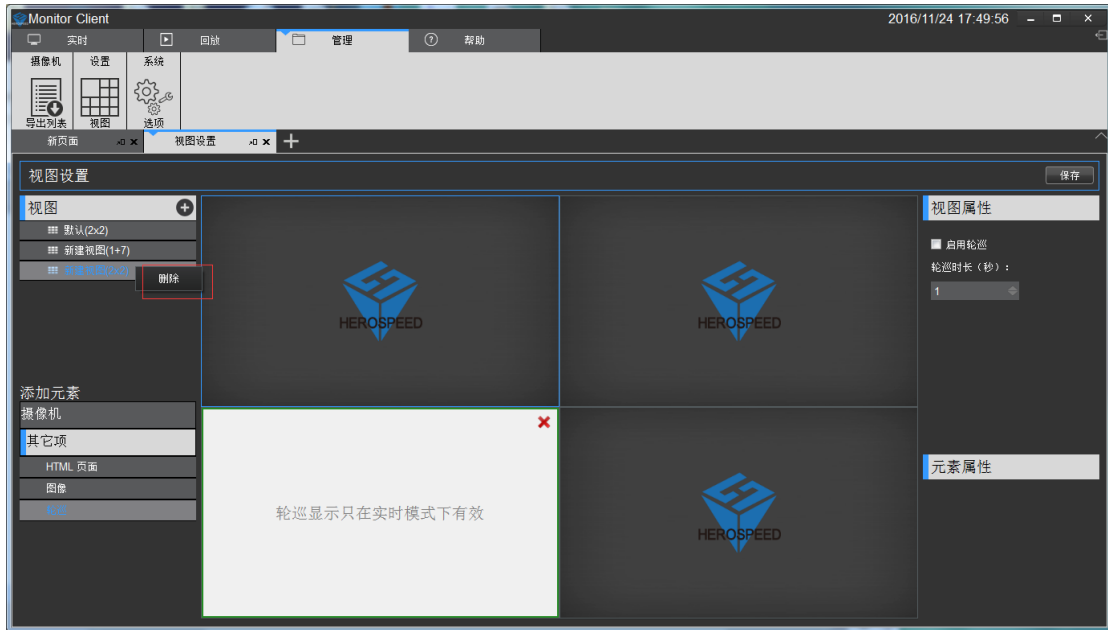 Monitor Client 2016/11/24 17:49:56
实时 回放 管理 帮助
摄像机 设置 系统
导出列表 视图 选项
新页面 视图设置
视图设置 保存
视图
默认(2x2)
新建视图(1+7)
新建视图(2x2)
删除
添加元素
摄像机
其它项
HTML 页面
图像
HEROSPEED
HEROSPEED
轮巡显示只在实时模式下有效
HEROSPEED
视图属性
启用轮巡
轮巡时长（秒）：
1
元素属性